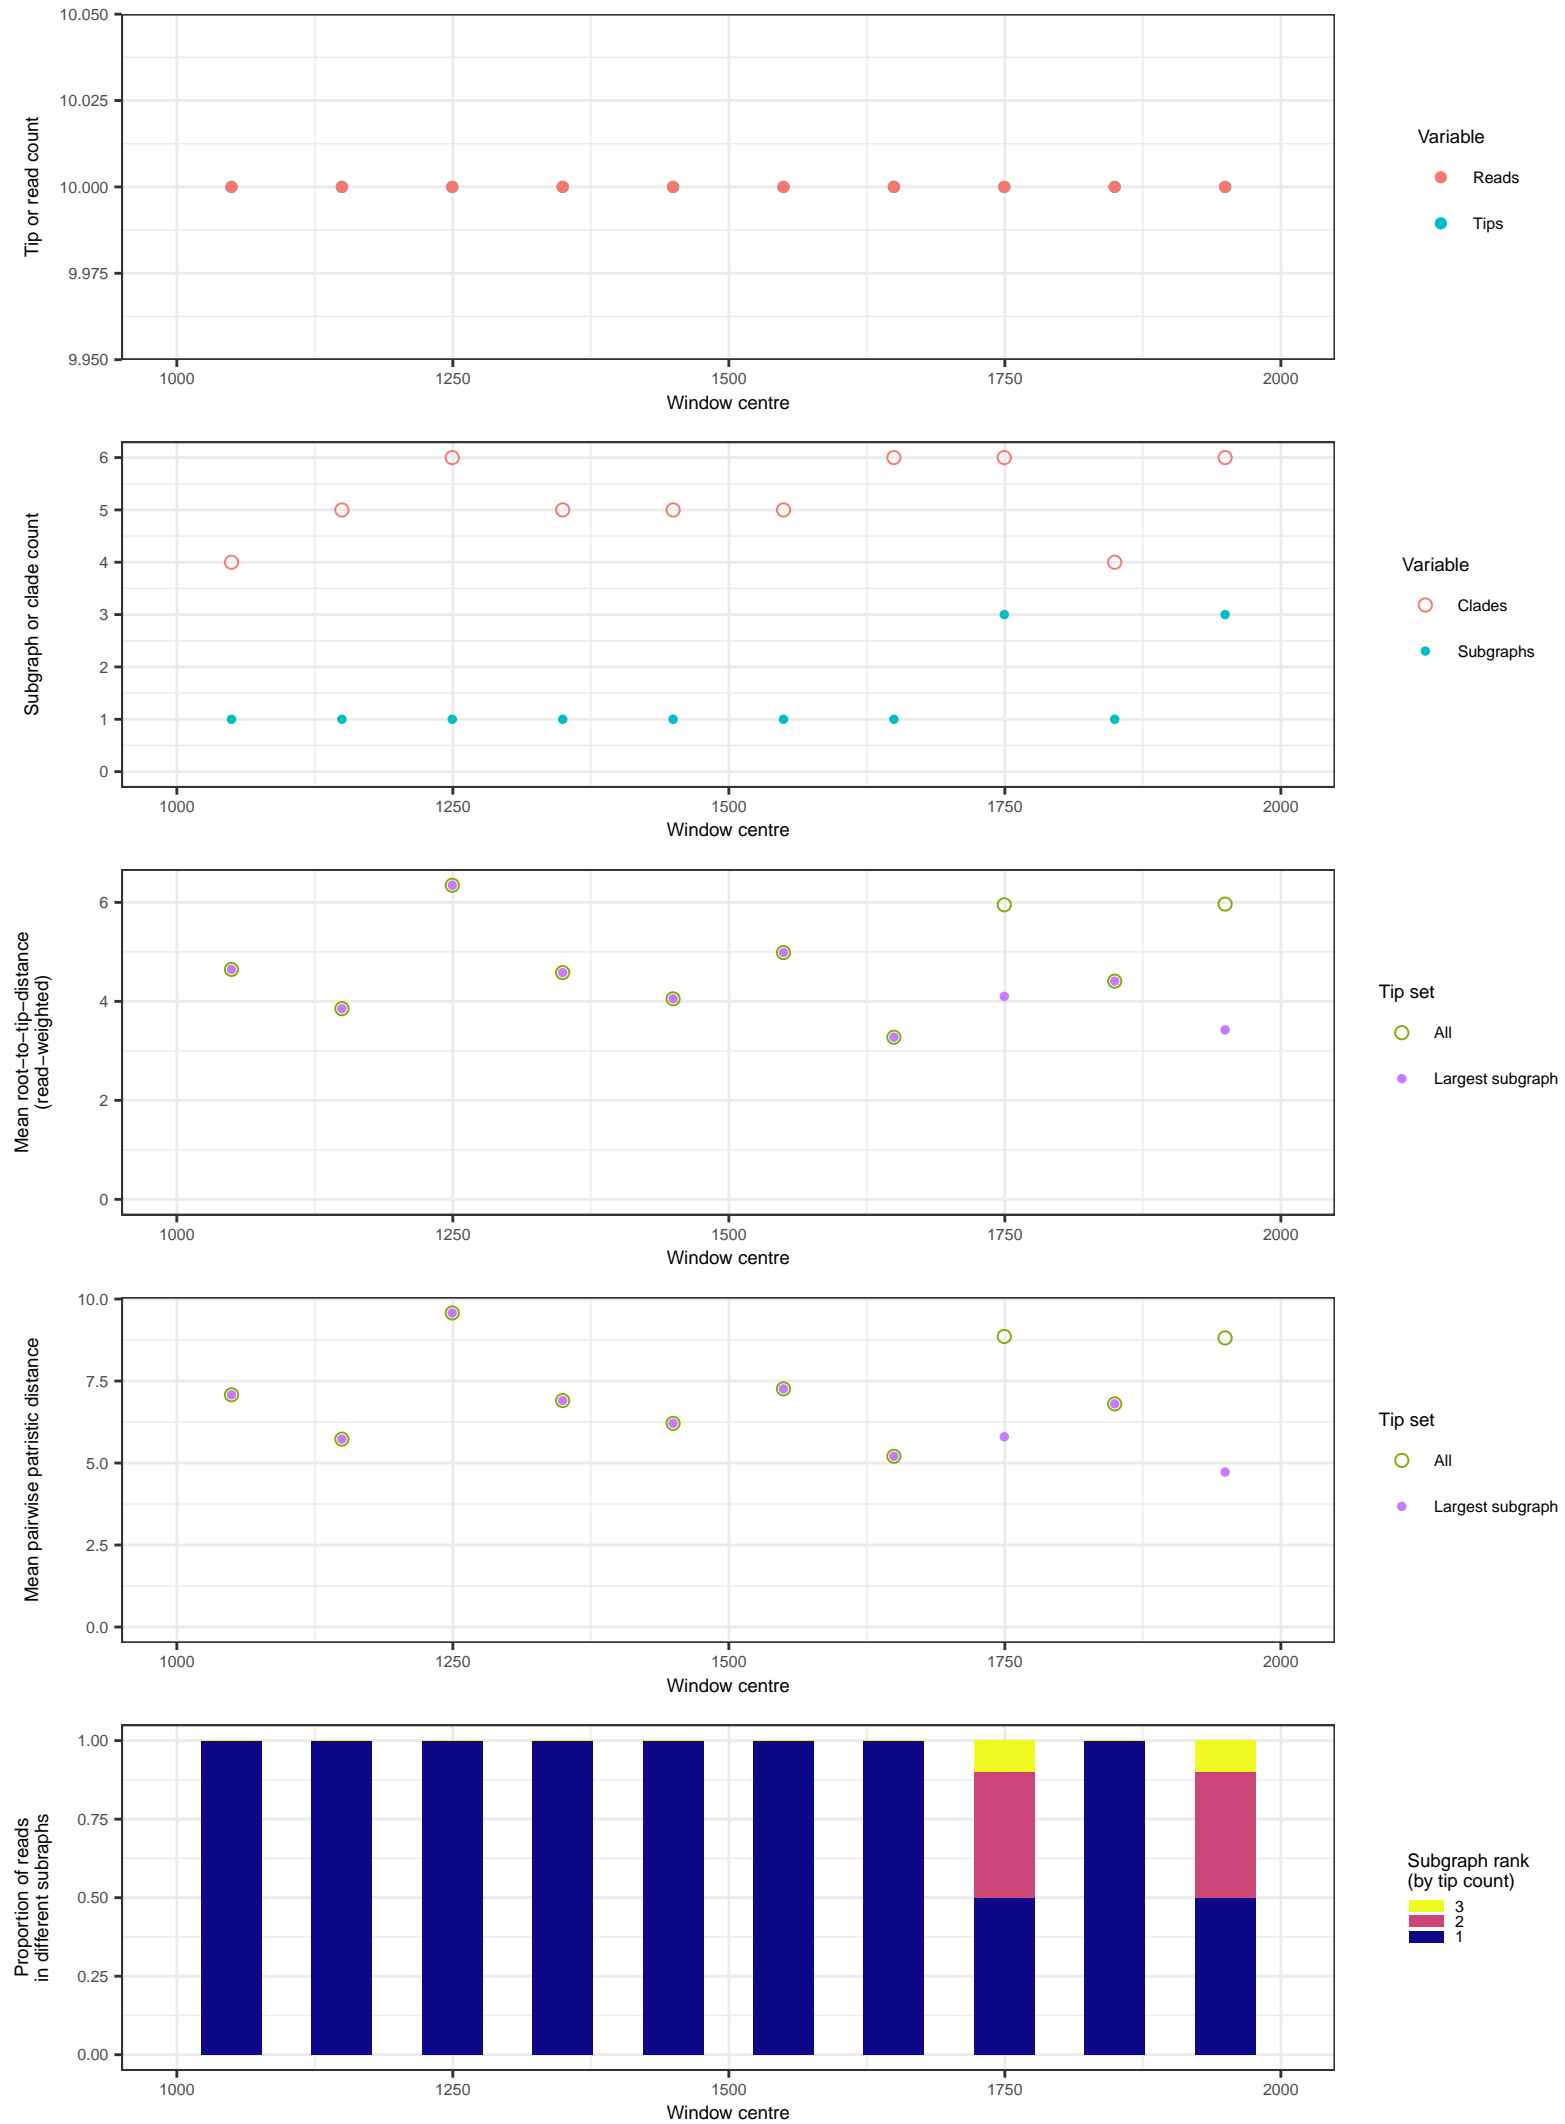 10.050
10.025
10.000
9.975
9.950
Tip or read count
1000 1250 1500 1750 2000
Window centre
Variable
Reads
Tips
6
5
4
3
2
1
0
Subgraph or clade count
1000 1250 1500 1750 2000
Window centre
Variable
Clades
Subgraphs
6
4
2
0
Mean root−to−tip−distance
(read−weighted)
1000 1250 1500 1750 2000
Window centre
Tip set
All
Largest subgraph
10.0
7.5
5.0
2.5
0.0
Mean pairwise patristic distance
1000 1250 1500 1750 2000
Window centre
Tip set
All
Largest subgraph
1.00
0.75
0.50
0.25
0.00
Proportion of reads
in different subraphs
1000 1250 1500 1750 2000
Window centre
Subgraph rank
(by tip count)
3
2
1